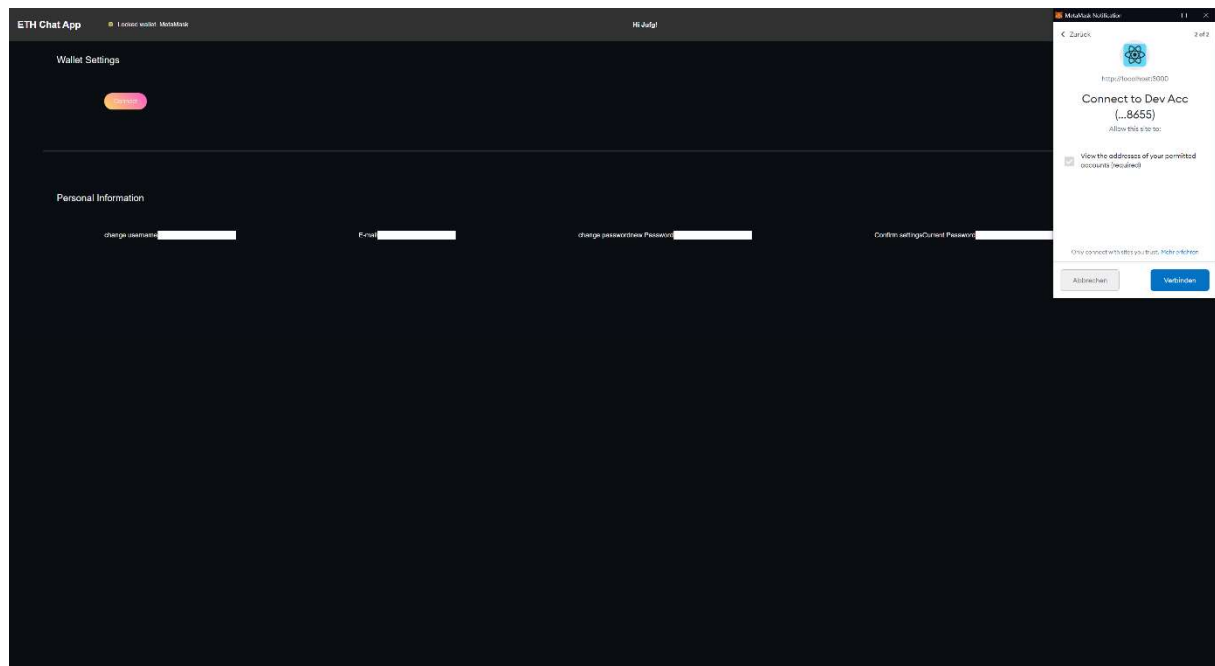 ETH Chat App
Locked wallet MetaMask
Hi Jufg!
Wallet Settings
Connect
Personal Information
change username
E-mail
change passwordnew Password
Confirm settingsCurrent Password
MetaMask Notification
Zurück
2 of 2
http://localhost:3000
Connect to Dev Acc
(...8655)
Allow this site to:
View the addresses of your permitted
accounts (required)
Only connect with sites you trust. Mehr erfahren
Abbrechen
Verbinden